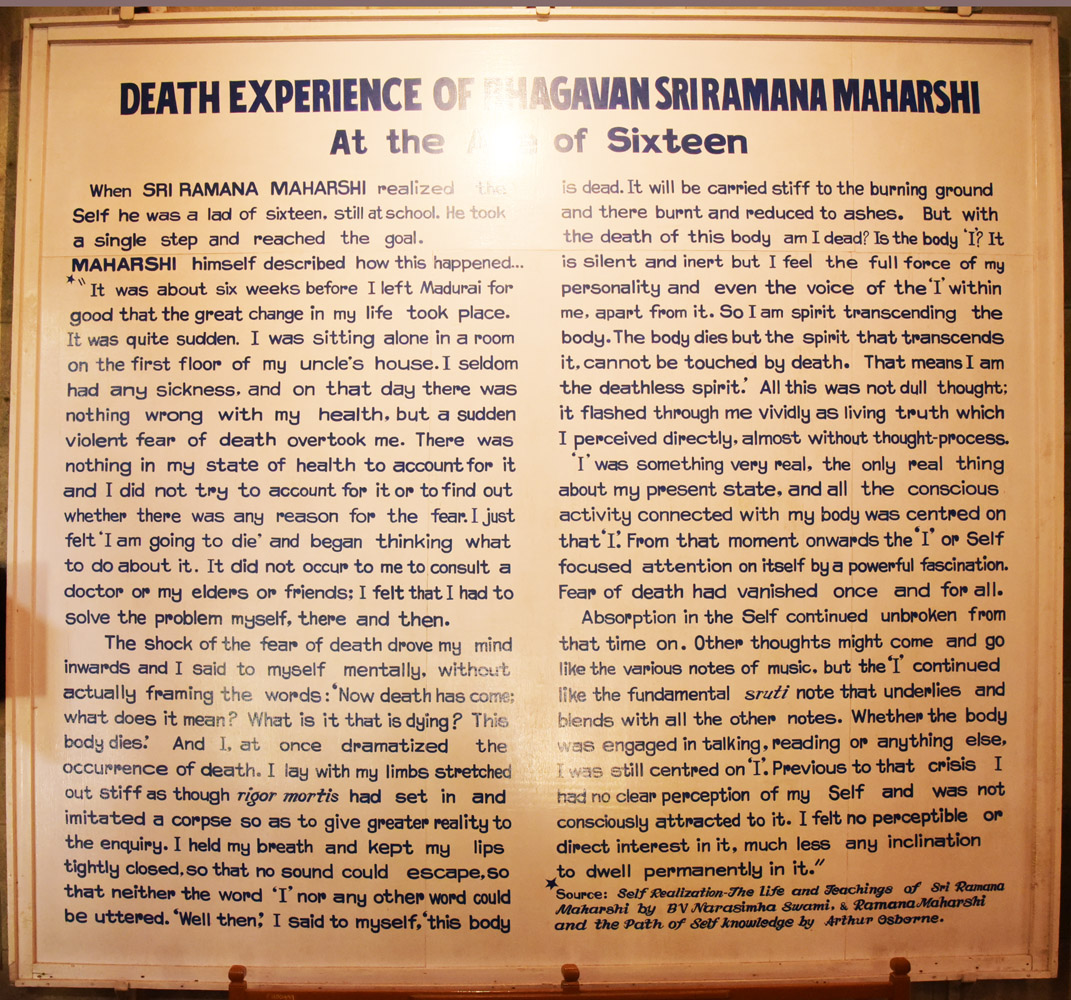 DEATH EXPERIENCE OF BHAGAVAN SRI RAMANA MAHARSHI
At the Age of Sixteen
When SRI RAMANA MAHARSHI realized the
Self he was a lad of sixteen. still at school. He took
a single step and reached the goal.
MAHARSHI himself described how this happened...
★"It was about six weeks before I left Madurai for
good that the great change in my life took place.
It was quite sudden. I was sitting alone in a room
on the first floor of my uncle's house. I seldom
had any sickness, and on that day there was
nothing wrong with my health, but a sudden
violent fear of death overtook me. There was
nothing in my state of health to account for it
and I did not try to account for it or to find out
whether there was any reason for the fear. I just
felt 'I am going to die' and began thinking what
to do about it. It did not occur to me to consult a
doctor or my elders or friends; I felt that I had to
solve the problem myself, there and then.
The shock of the fear of death drove my mind
inwards and I said to myself mentally, without
actually framing the words: 'Now death has come;
what does it mean? What is it that is dying? This
body dies.' And I, at once dramatized the
occurrence of death. I lay with my limbs stretched
out stiff as though rigor mortis had set in and
imitated a corpse so as to give greater reality to
the enquiry. I held my breath and kept my lips
tightly closed, so that no sound could escape, so
that neither the word 'I' nor any other word could
be uttered. 'Well then,' I said to myself, 'this body
is dead. It will be carried stiff to the burning ground
and there burnt and reduced to ashes. But with
the death of this body am I dead? Is the body 'I'? It
is silent and inert but I feel the full force of my
personality and even the voice of the 'I' within
me, apart from it. So I am spirit transcending the
body. The body dies but the spirit that transcends
it, cannot be touched by death. That means I am
the deathless spirit.' All this was not dull thought;
it flashed through me vividly as living truth which
I perceived directly, almost without thought-process.
'I' was something very real, the only real thing
about my present state, and all the conscious
activity connected with my body was centred on
that 'I'. From that moment onwards the 'I' or Self
focused attention on itself by a powerful fascination.
Fear of death had vanished once and for all.
Absorption in the Self continued unbroken from
that time on. Other thoughts might come and go
like the various notes of music, but the 'I' continued
like the fundamental sruti note that underlies and
blends with all the other notes. Whether the body
was engaged in talking, reading or anything else,
I was still centred on 'I'. Previous to that crisis I
had no clear perception of my Self and was not
consciously attracted to it. I felt no perceptible or
direct interest in it, much less any inclination
to dwell permanently in it."
★Source: Self Realization-The life and Teachings of Sri Ramana
Maharshi by BV Narasimha Swami, & Ramana Maharshi
and the Path of Self knowledge by Arthur Osborne.